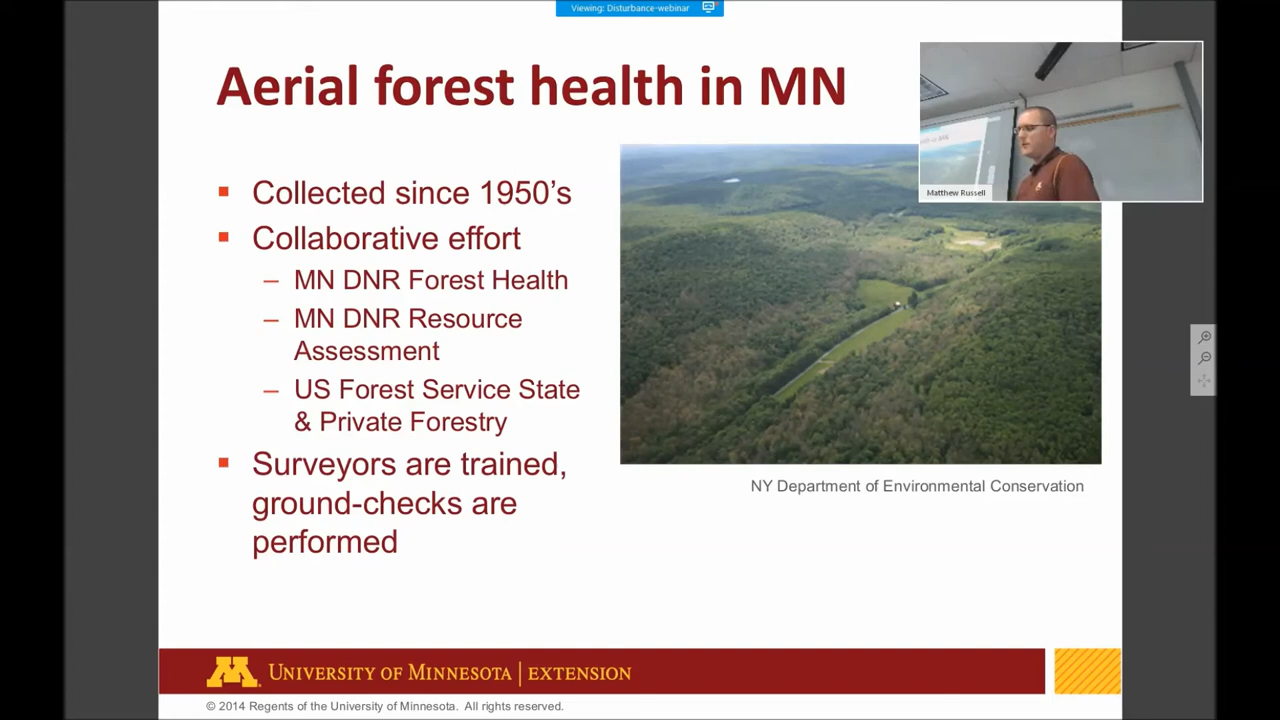 Viewing: Disturbance-webinar
Aerial forest health in MN
Matthew Russell
Collected since 1950’s
Collaborative effort
– MN DNR Forest Health
– MN DNR Resource
Assessment
– US Forest Service State
& Private Forestry
Surveyors are trained,
ground-checks are
performed
NY Department of Environmental Conservation
UNIVERSITY OF MINNESOTA | EXTENSION
© 2014 Regents of the University of Minnesota. All rights reserved.